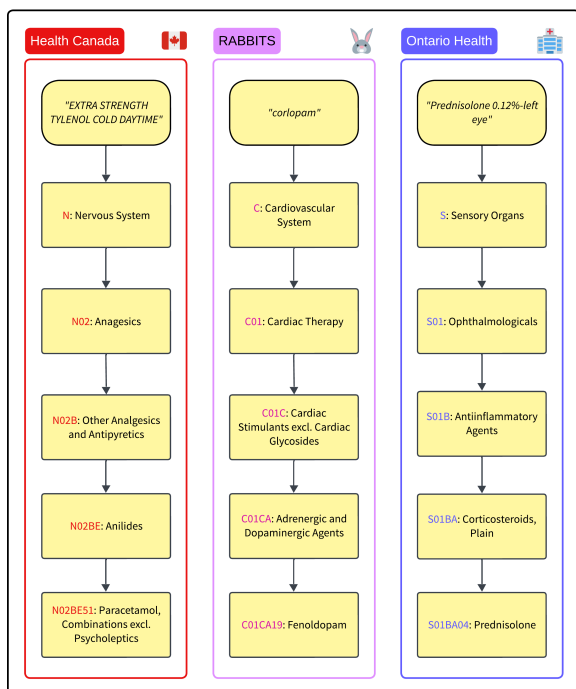 Health Canada
"EXTRA STRENGTH
TYLENOL COLD DAYTIME"
N: Nervous System
N02: Anagesics
N02B: Other Analgesics
and Antipyretics
N02BE: Anilides
N02BE51: Paracetamol,
Combinations excl.
Psycholeptics
RABBITS
"corlopam"
C: Cardiovascular
System
C01: Cardiac Therapy
C01C: Cardiac
Stimulants excl. Cardiac
Glycosides
C01CA: Adrenergic and
Dopaminergic Agents
C01CA19: Fenoldopam
Ontario Health
"Prednisolone 0.12%-left
eye"
S: Sensory Organs
S01: Ophthalmologicals
S01B: Antiinflammatory
Agents
S01BA: Corticosteroids,
Plain
S01BA04: Prednisolone